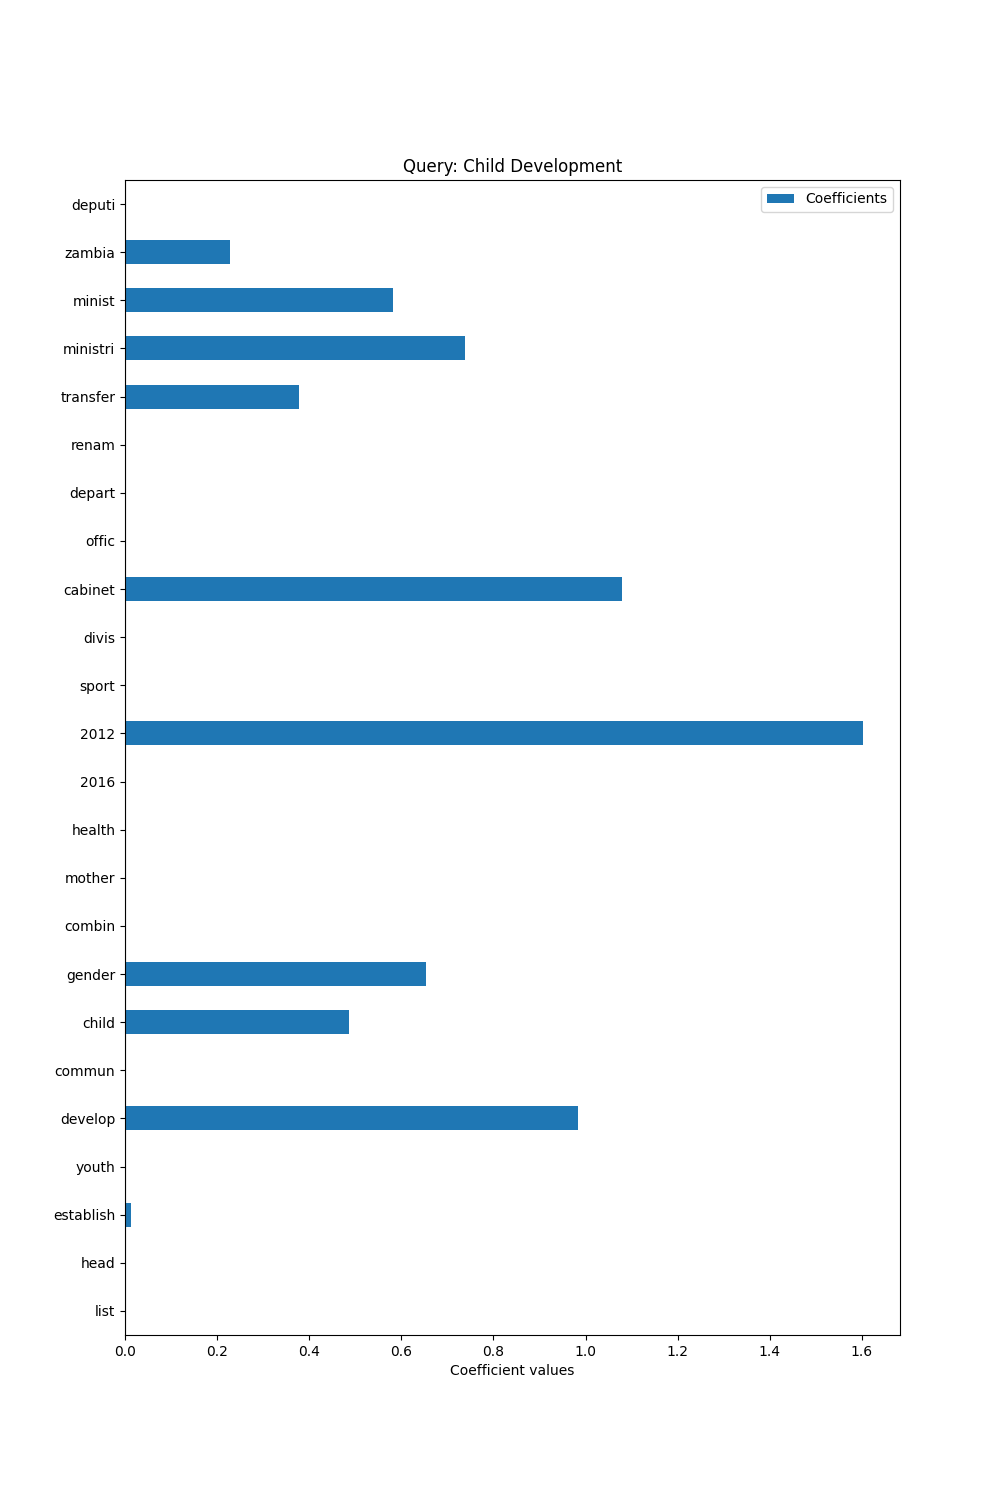 Query: Child Development
Coefficients
deputi
zambia
minist
ministri
transfer
renam
depart
offic
cabinet
divis
sport
2012
2016
health
mother
combin
gender
child
commun
develop
youth
establish
head
list
0.0 0.2 0.4 0.6 0.8 1.0 1.2 1.4 1.6
Coefficient values